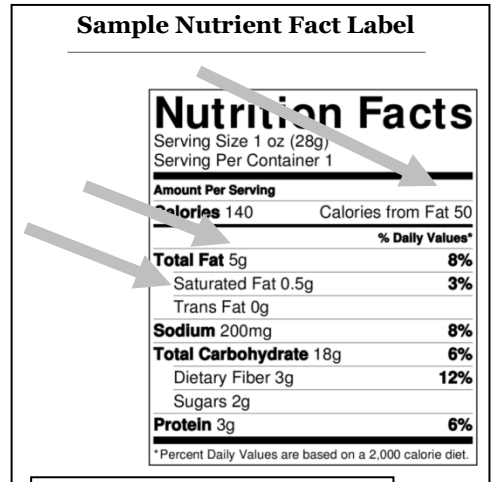 Sample Nutrient Fact Label
Nutrition Facts
Serving Size 1 oz (28g)
Serving Per Container 1
Amount Per Serving
Calories 140 Calories from Fat 50
% Daily Values*
Total Fat 5g 8%
Saturated Fat 0.5g 3%
Trans Fat 0g
Sodium 200mg 8%
Total Carbohydrate 18g 6%
Dietary Fiber 3g 12%
Sugars 2g
Protein 3g 6%
*Percent Daily Values are based on a 2,000 calorie diet.